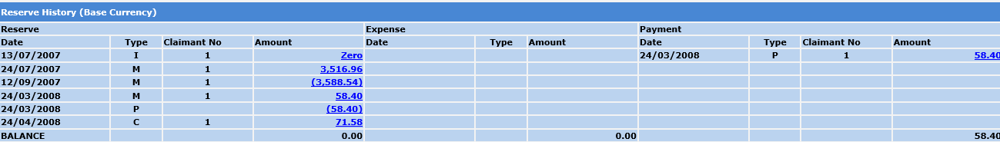 Reserve History (Base Currency)
Reserve Expense Payment
Date Type Claimant No Amount Date Type Amount Date Type Claimant No Amount
13/07/2007 I 1 Zero 24/03/2008 P 1 58.40
24/07/2007 M 1 3,516.96
12/09/2007 M 1 (3,588.54)
24/03/2008 M 1 58.40
24/03/2008 P (58.40)
24/04/2008 C 1 71.58
BALANCE 0.00 0.00 58.40